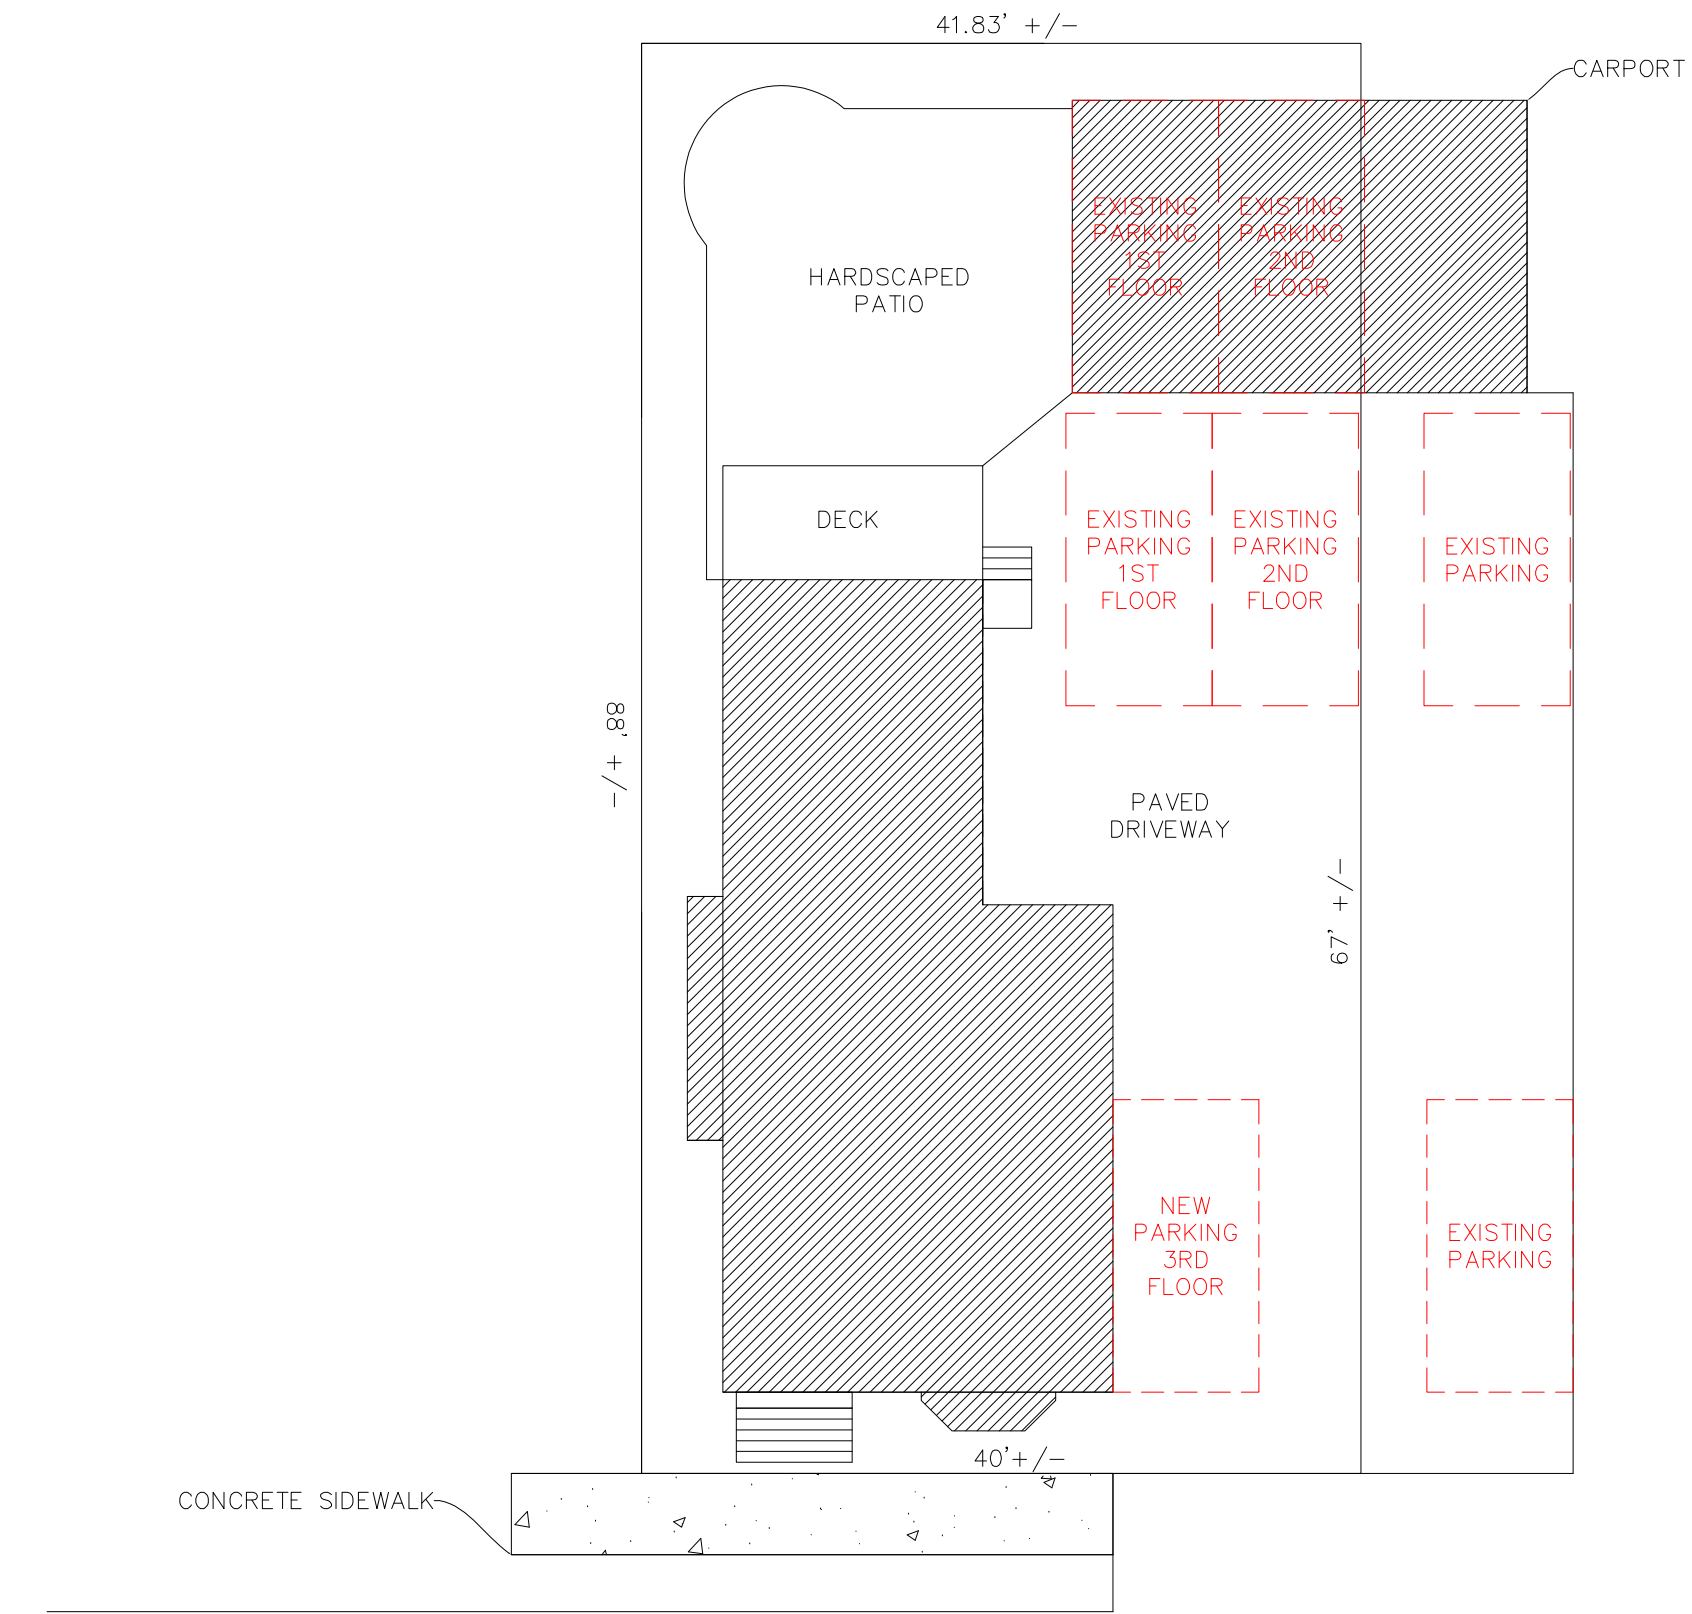 41.83' +/-
CARPORT
EXISTING
PARKING
1ST
FLOOR
EXISTING
PARKING
2ND
FLOOR
HARDSCAPED
PATIO
DECK
EXISTING
PARKING
1ST
FLOOR
EXISTING
PARKING
2ND
FLOOR
EXISTING
PARKING
88' +/-
PAVED
DRIVEWAY
67' +/-
NEW
PARKING
3RD
FLOOR
EXISTING
PARKING
40'+/-
CONCRETE SIDEWALK